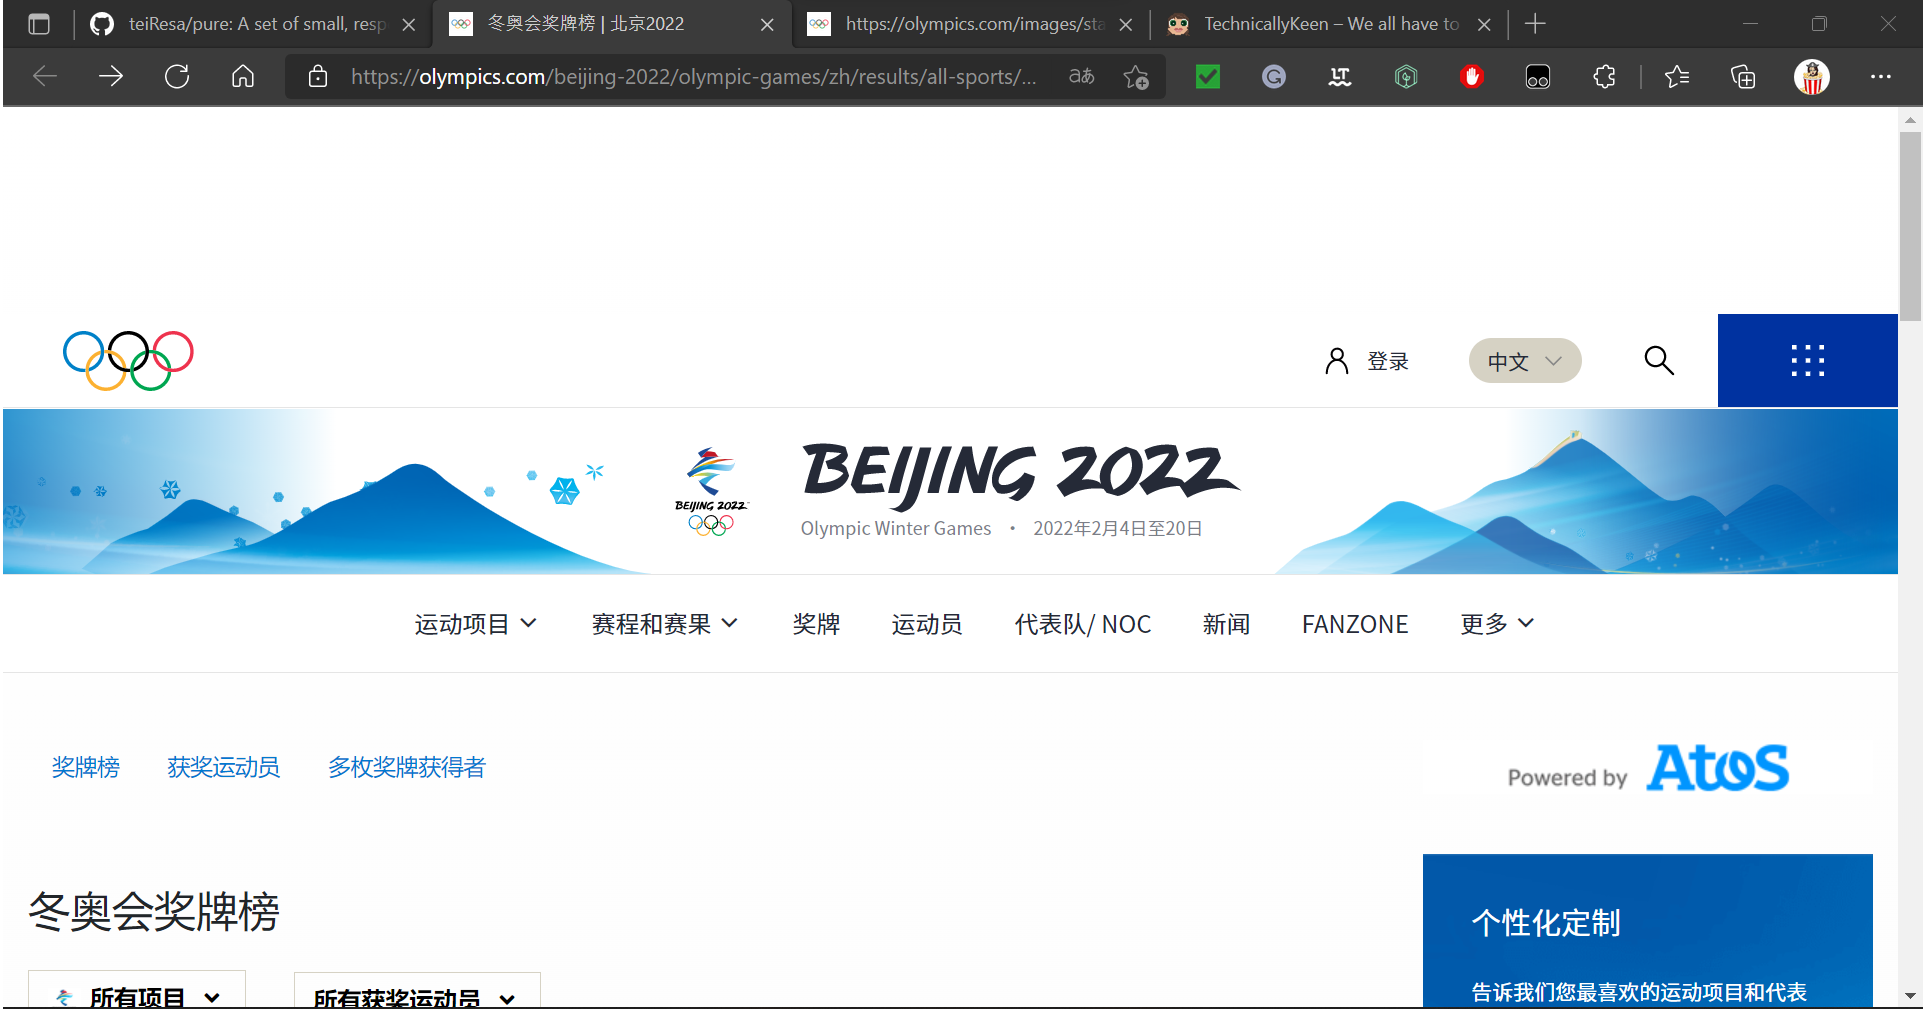 teiResa/pure: A set of small, resp
冬奥会奖牌榜 | 北京2022
https://olympics.com/images/sta
TechnicallyKeen – We all have to
https://olympics.com/beijing-2022/olympic-games/zh/results/all-sports/...
登录
中文
BEIJING 2022
BEIJING 2022
Olympic Winter Games • 2022年2月4日至20日
运动项目 赛程和赛果 奖牌 运动员 代表队/ NOC 新闻 FANZONE 更多
奖牌榜 获奖运动员 多枚奖牌获得者
Powered by Atos
冬奥会奖牌榜
个性化定制
所有项目 所有获奖运动员
告诉我们您最喜欢的运动项目和代表